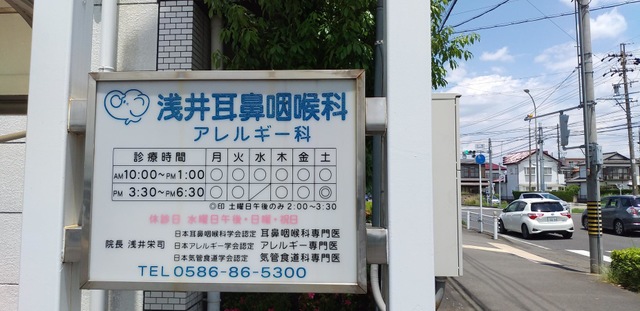 浅井耳鼻咽喉科
アレルギー科
診療時間 月 火 水 木 金 土
AM 10:00~PM 1:00 ○ ○ ○ ○ ○ ○
PM 3:30~PM 6:30 ○ ○ ／ ○ ○ ◎
◎印 土曜日午後のみ 2:00~3:30
休診日 水曜日午後・日曜・祝日
日本耳鼻咽喉科学会認定 耳鼻咽喉科専門医
院長 浅井栄司 日本アレルギー学会認定 アレルギー専門医
日本気管食道学会認定 気管食道科専門医
TEL 0586-86-5300